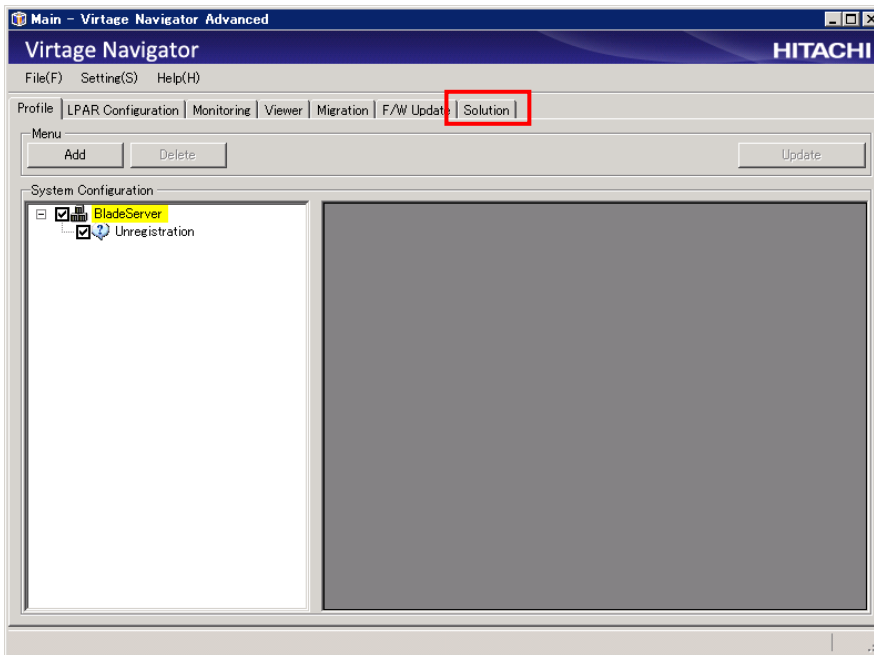 Main - Virtage Navigator Advanced
Virtage Navigator
HITACHI
File(F) Setting(S) Help(H)
Profile LPAR Configuration Monitoring Viewer Migration F/W Update Solution
Menu
Add Delete Update
System Configuration
BladeServer
Unregistration